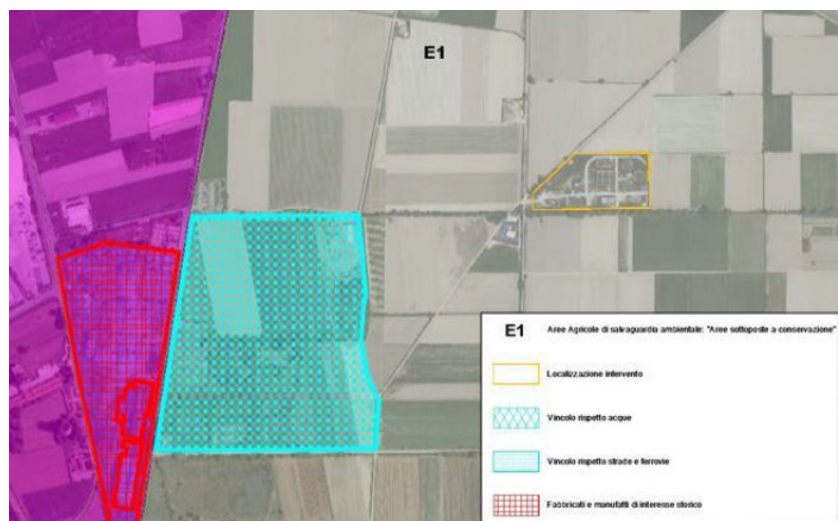 E1
E1 Aree Agricole di salvaguardia ambientale: "Aree sottoposte a conservazione"
Localizzazione intervento
Vincolo rispetto acque
Vincolo rispetto strade e ferrovie
Fabbricati e manufatti di interesse storico